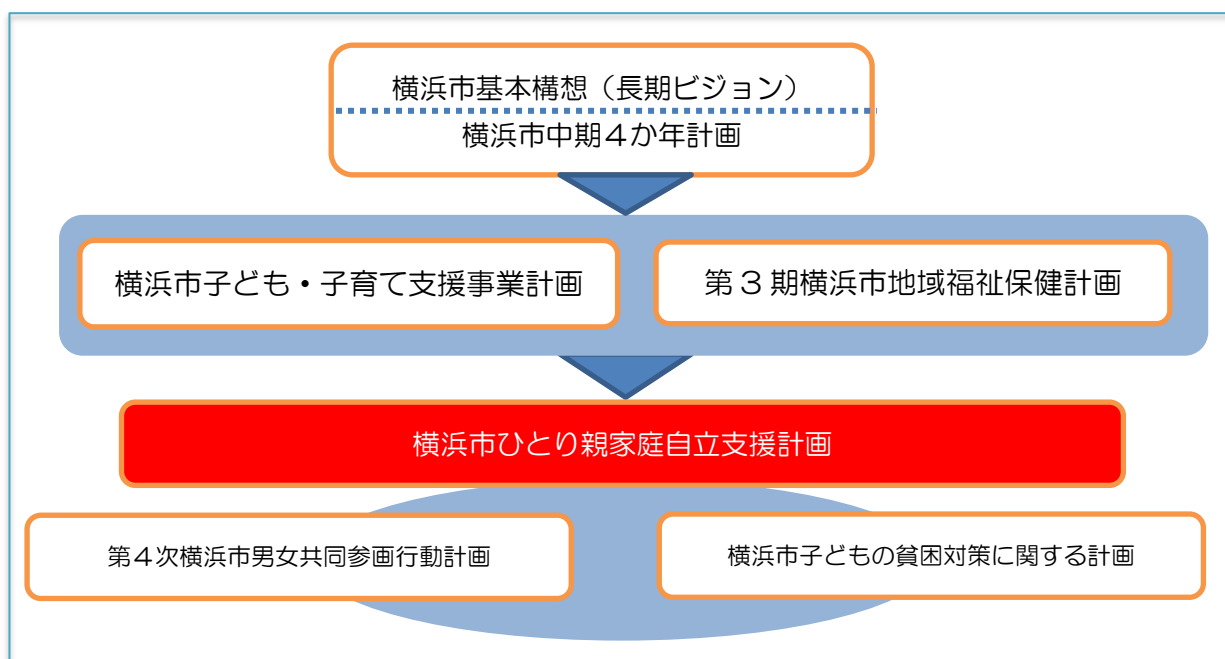 横浜市基本構想（長期ビジョン）
横浜市中期４か年計画
横浜市子ども・子育て支援事業計画
第３期横浜市地域福祉保健計画
横浜市ひとり親家庭自立支援計画
第４次横浜市男女共同参画行動計画
横浜市子どもの貧困対策に関する計画